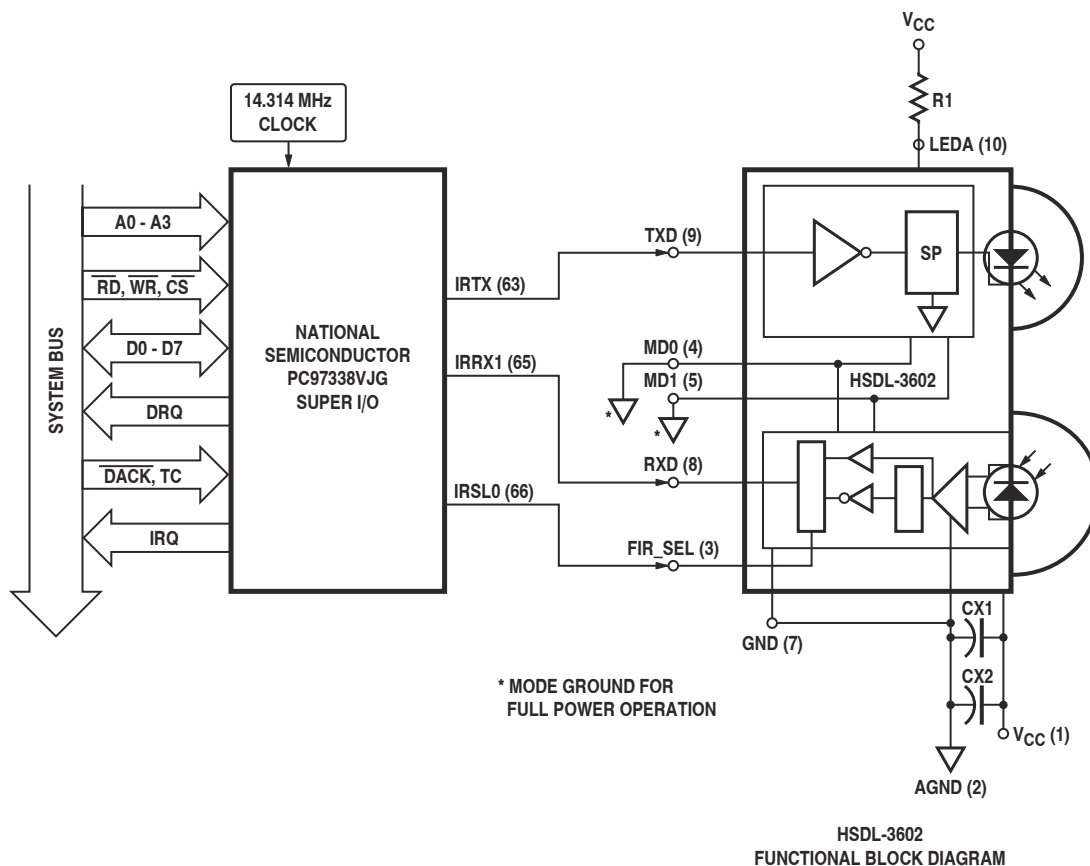 VCC
R1
LEDA (10)
14.314 MHz
CLOCK
SYSTEM BUS
A0 - A3
RD, WR, CS
D0 - D7
DRQ
DACK, TC
IRQ
NATIONAL
SEMICONDUCTOR
PC97338VJG
SUPER I/O
IRTX (63)
IRRX1 (65)
IRSL0 (66)
TXD (9)
MD0 (4)
MD1 (5)
*
*
RXD (8)
FIR_SEL (3)
SP
HSDL-3602
GND (7)
CX1
CX2
VCC (1)
AGND (2)
* MODE GROUND FOR
FULL POWER OPERATION
HSDL-3602
FUNCTIONAL BLOCK DIAGRAM